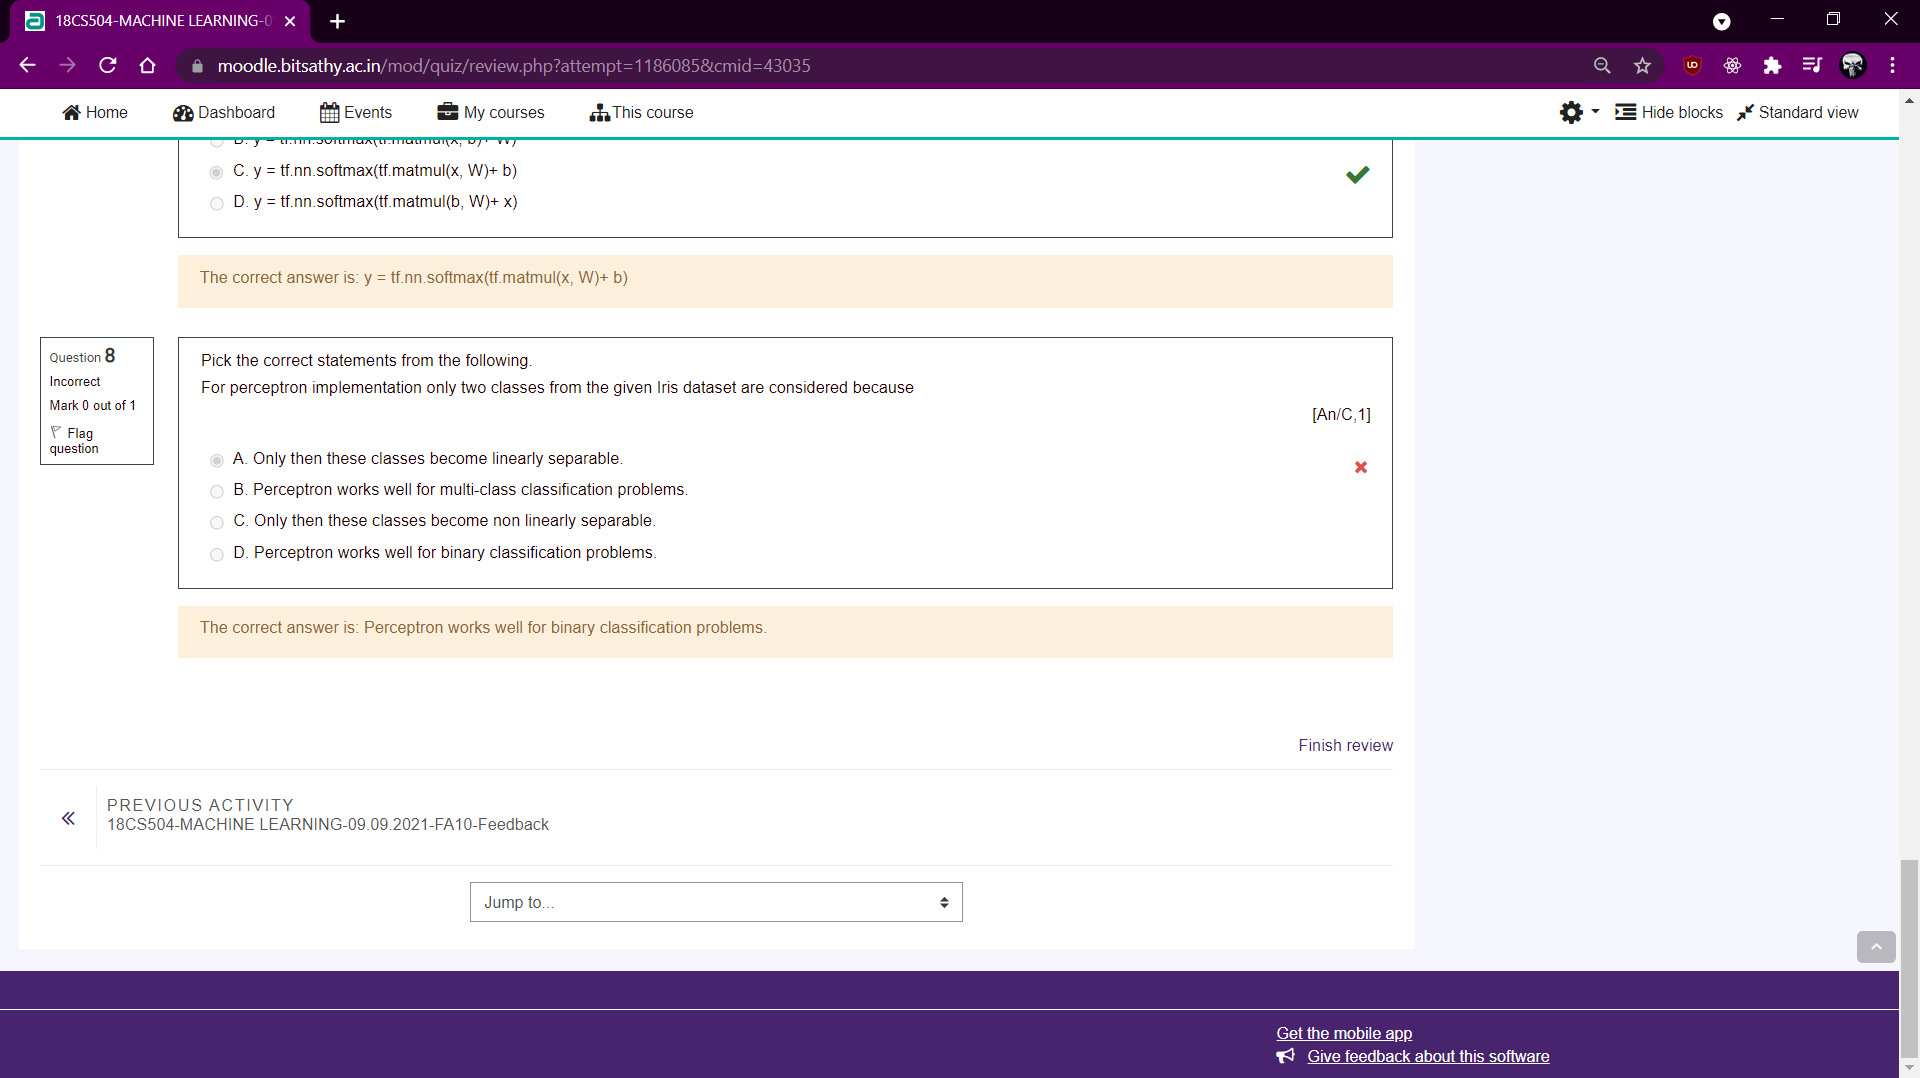 18CS504-MACHINE LEARNING-0
moodle.bitsathy.ac.in/mod/quiz/review.php?attempt=1186085&cmid=43035
Home Dashboard Events My courses This course Hide blocks Standard view
B. y = tf.nn.softmax(tf.matmul(x, b)+ W)
C. y = tf.nn.softmax(tf.matmul(x, W)+ b)
D. y = tf.nn.softmax(tf.matmul(b, W)+ x)
The correct answer is: y = tf.nn.softmax(tf.matmul(x, W)+ b)
Question 8
Incorrect
Mark 0 out of 1
Flag
question
Pick the correct statements from the following.
For perceptron implementation only two classes from the given Iris dataset are considered because
[An/C,1]
A. Only then these classes become linearly separable.
B. Perceptron works well for multi-class classification problems.
C. Only then these classes become non linearly separable.
D. Perceptron works well for binary classification problems.
The correct answer is: Perceptron works well for binary classification problems.
Finish review
PREVIOUS ACTIVITY
18CS504-MACHINE LEARNING-09.09.2021-FA10-Feedback
Jump to...
Get the mobile app
Give feedback about this software